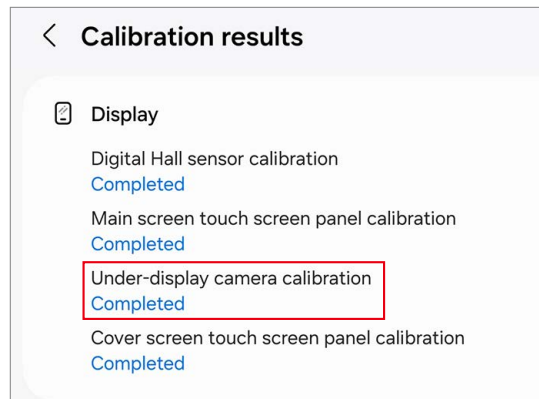 Calibration results
Display
Digital Hall sensor calibration
Completed
Main screen touch screen panel calibration
Completed
Under-display camera calibration
Completed
Cover screen touch screen panel calibration
Completed